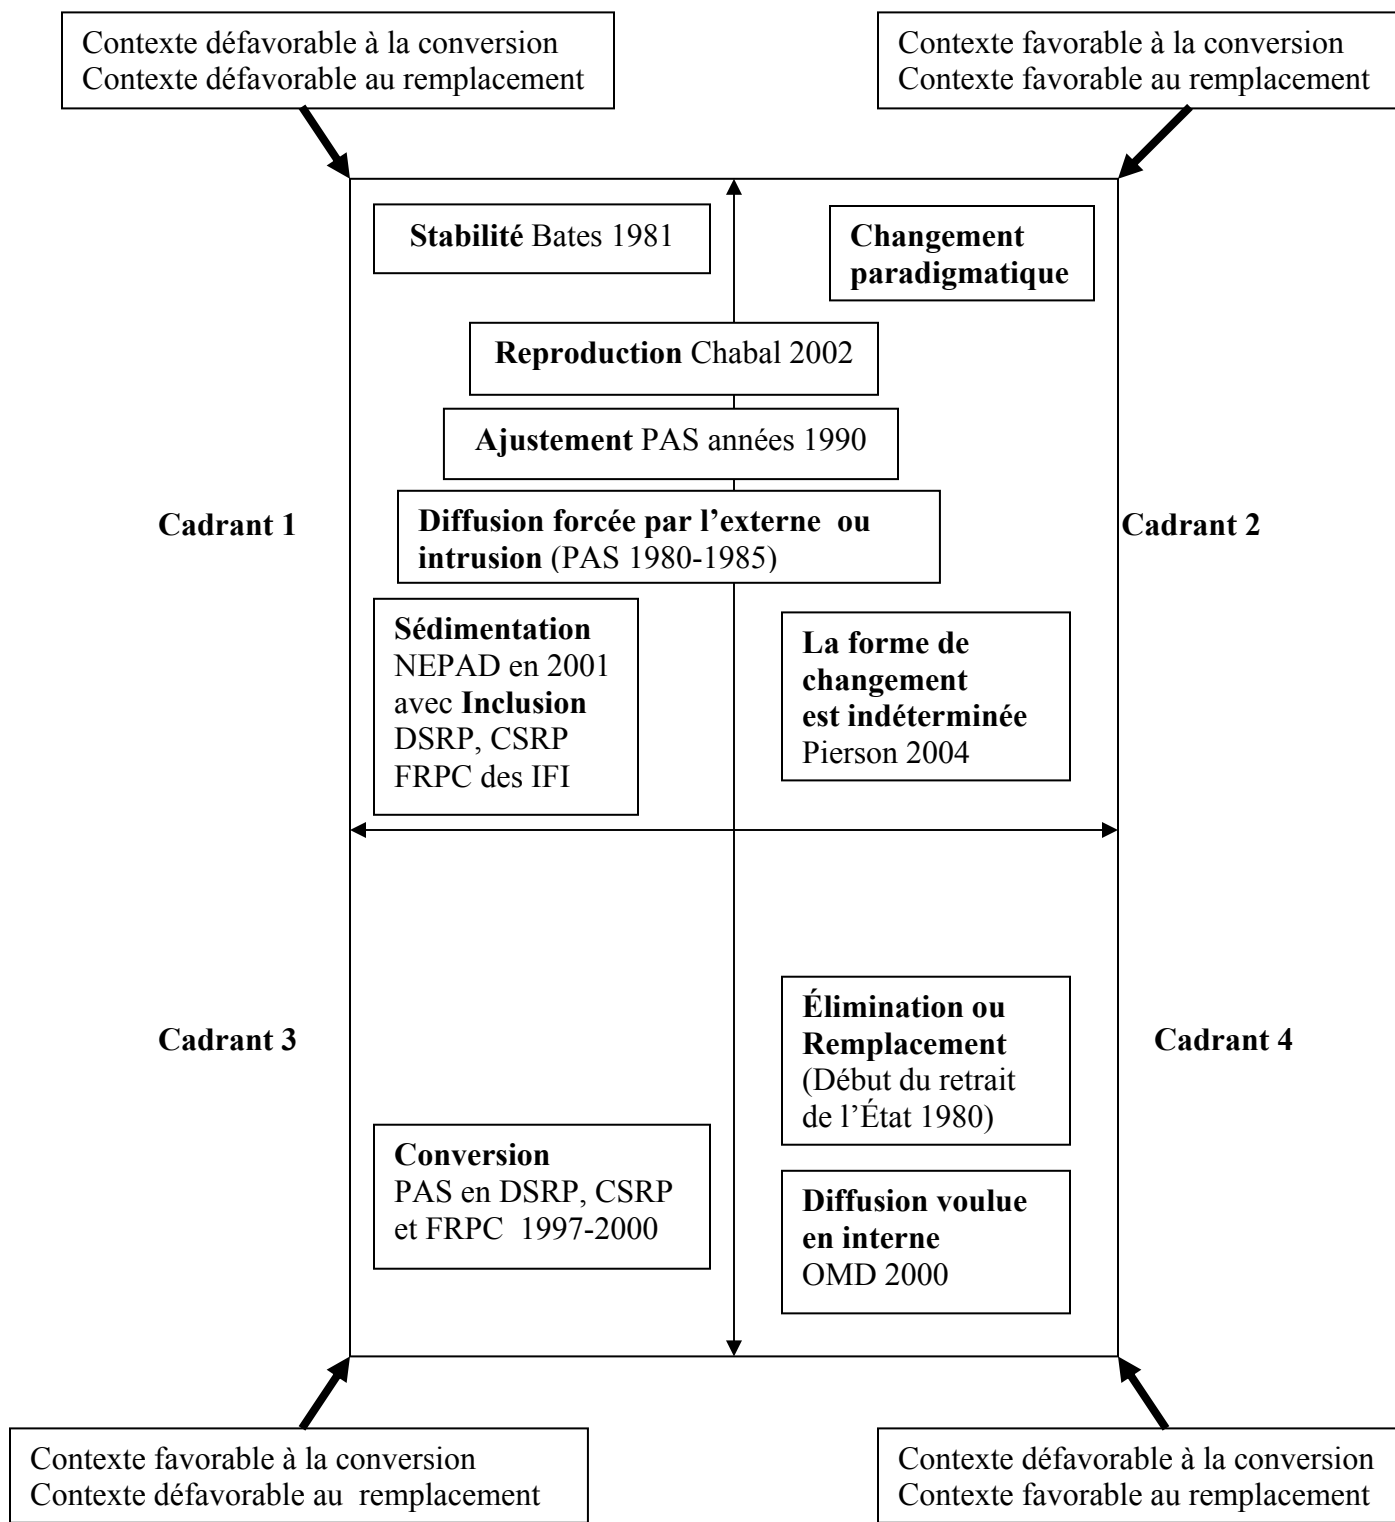 Contexte défavorable à la conversion
Contexte défavorable au remplacement
Contexte favorable à la conversion
Contexte favorable au remplacement
Stabilité Bates 1981
Changement
paradigmatique
Reproduction Chabal 2002
Ajustement PAS années 1990
Cadrant 1
Diffusion forcée par l’externe  ou
intrusion (PAS 1980-1985)
Cadrant 2
Sédimentation
NEPAD en 2001
avec Inclusion
DSRP, CSRP
FRPC des IFI
La forme de
changement
est indéterminée
Pierson 2004
Cadrant 3
Élimination ou
Remplacement
(Début du retrait
de l’État 1980)
Cadrant 4
Conversion
PAS en DSRP, CSRP
et FRPC  1997-2000
Diffusion voulue
en interne
OMD 2000
Contexte favorable à la conversion
Contexte défavorable au  remplacement
Contexte défavorable à la conversion
Contexte favorable au remplacement